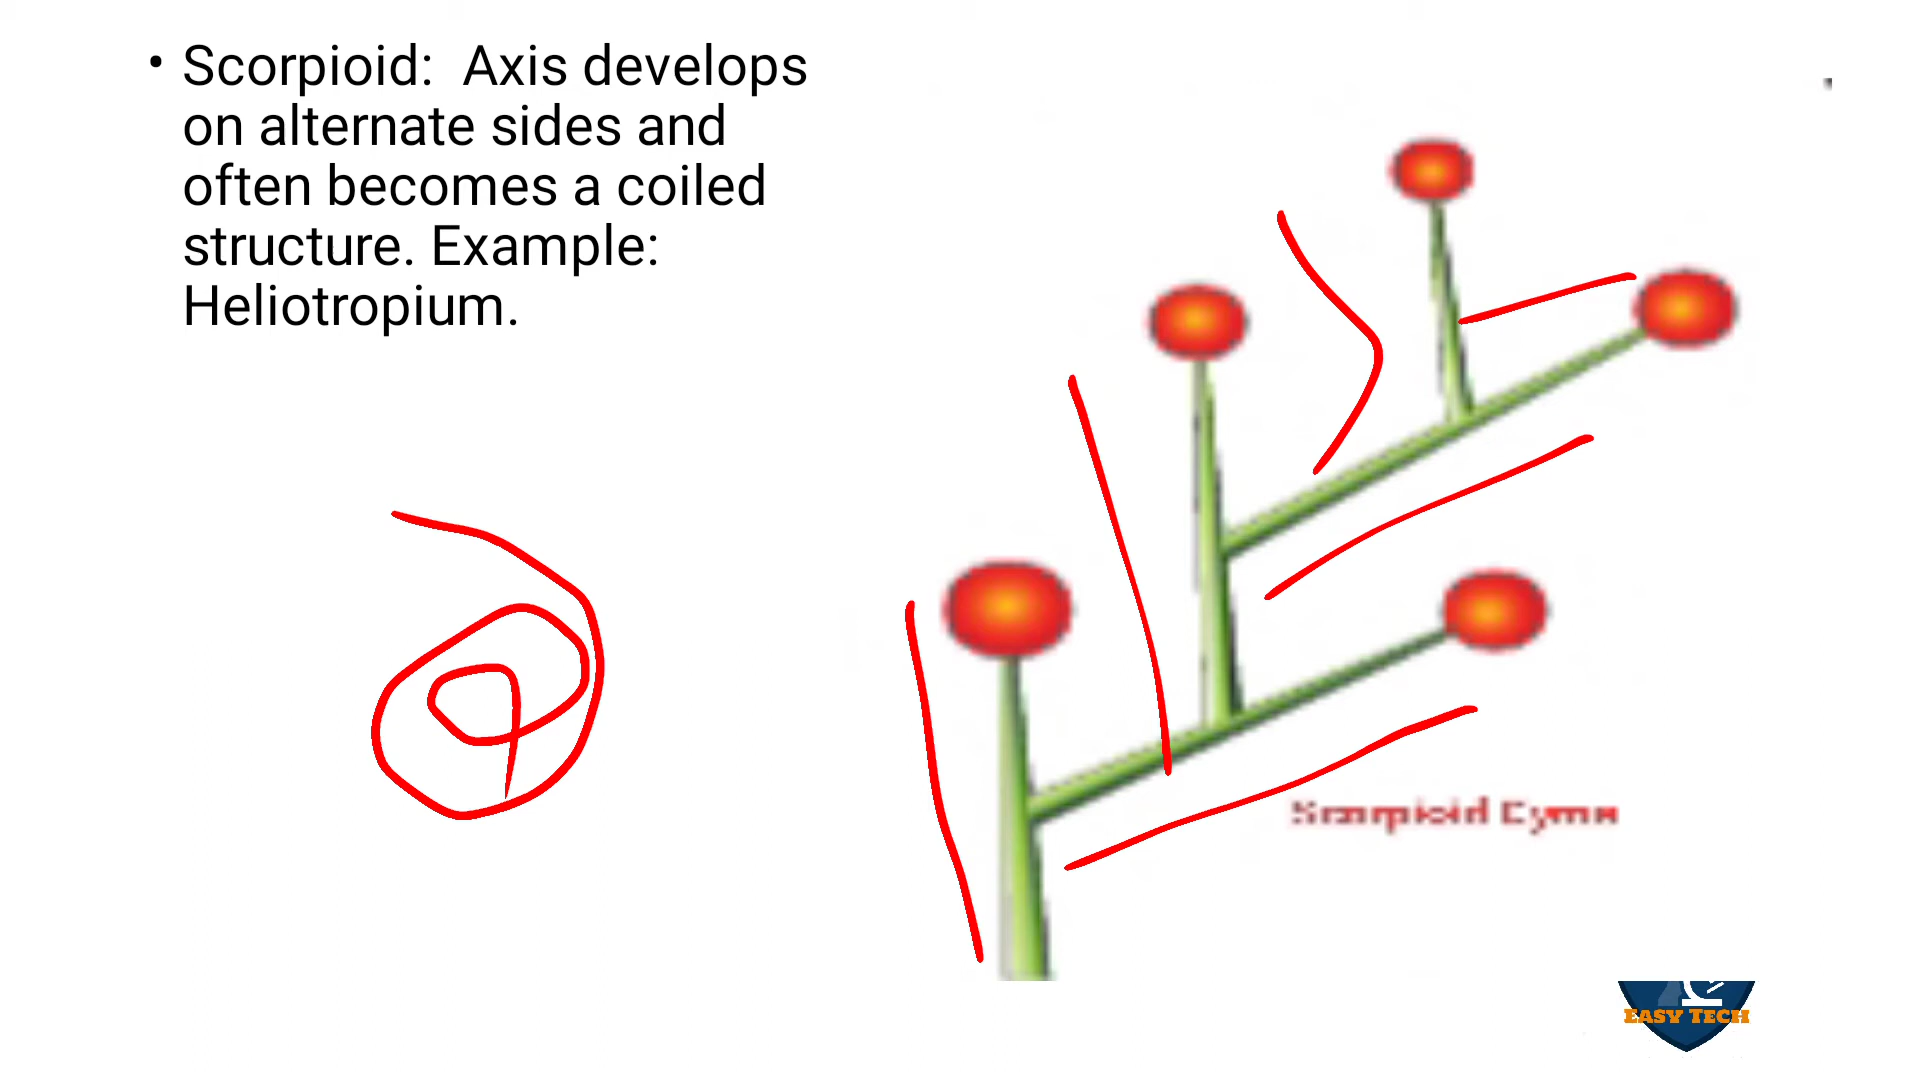 • Scorpioid: Axis develops
on alternate sides and
often becomes a coiled
structure. Example:
Heliotropium.
Scorpioid Cyme
EASY TECH